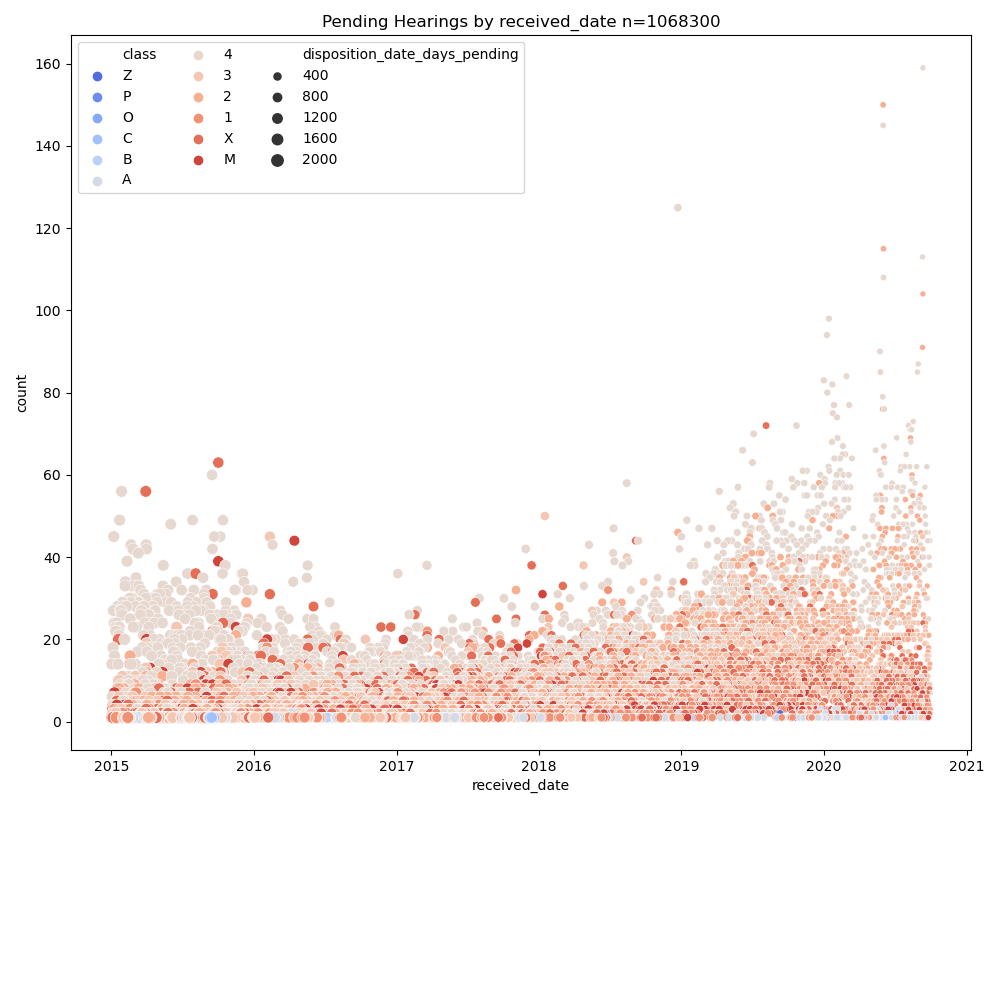 Pending Hearings by received_date n=1068300
class
Z
P
O
C
B
A
4
3
2
1
X
M
disposition_date_days_pending
400
800
1200
1600
2000
count
160
140
120
100
80
60
40
20
0
2015 2016 2017 2018 2019 2020 2021
received_date